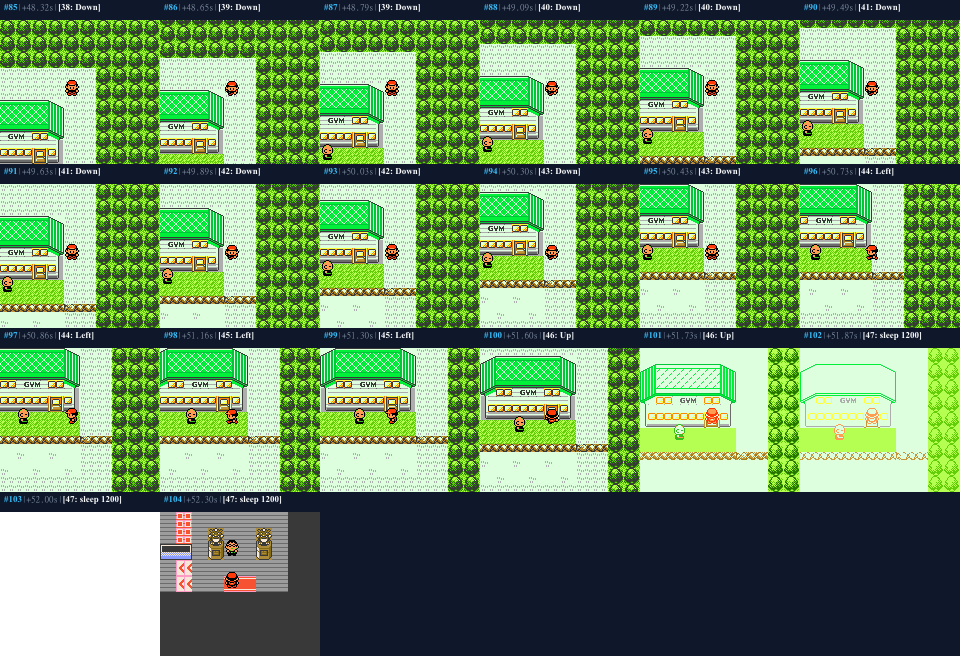 #85|+48.32s| [38: Down]
#86|+48.65s| [39: Down]
#87|+48.79s| [39: Down]
#88|+49.09s| [40: Down]
#89|+49.22s| [40: Down]
#90|+49.49s| [41: Down]
GYM
GYM
GYM
GYM
GYM
GYM
#91|+49.63s| [41: Down]
#92|+49.89s| [42: Down]
#93|+50.03s| [42: Down]
#94|+50.30s| [43: Down]
#95|+50.43s| [43: Down]
#96|+50.73s| [44: Left]
GYM
GYM
GYM
GYM
GYM
GYM
#97|+50.86s| [44: Left]
#98|+51.16s| [45: Left]
#99|+51.30s| [45: Left]
#100|+51.60s| [46: Up]
#101|+51.73s| [46: Up]
#102|+51.87s| [47: sleep 1200]
GYM
GYM
GYM
GYM
GYM
GYM
#103|+52.00s| [47: sleep 1200]
#104|+52.30s| [47: sleep 1200]